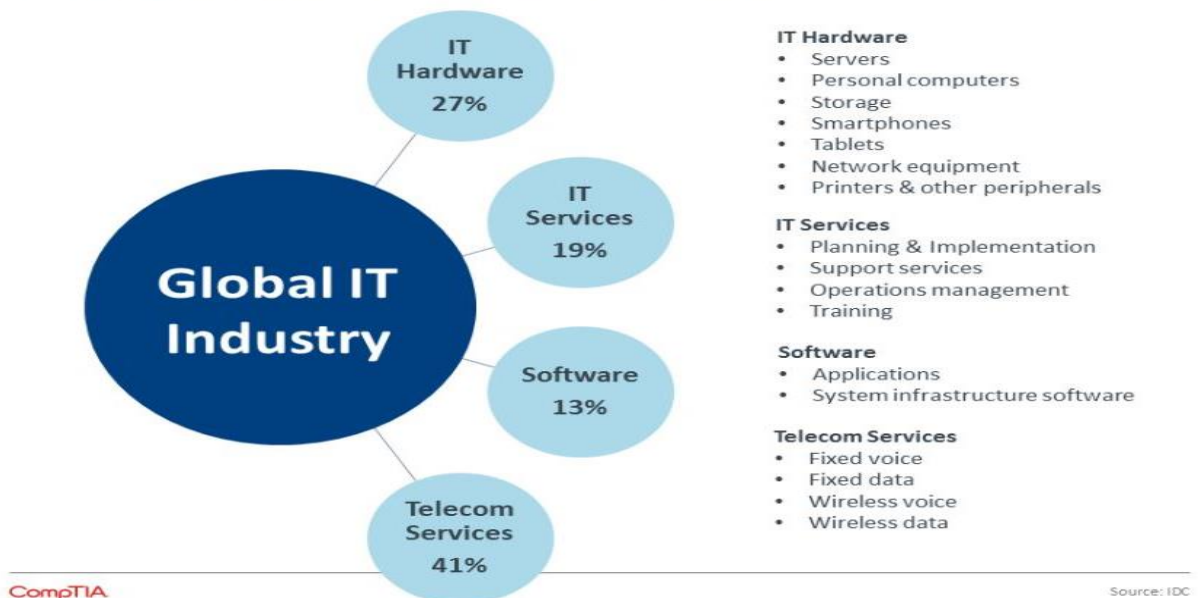 IT
Hardware
27%
IT
Services
19%
Global IT
Industry
Software
13%
Telecom
Services
41%
IT Hardware
• Servers
• Personal computers
• Storage
• Smartphones
• Tablets
• Network equipment
• Printers & other peripherals
IT Services
• Planning & Implementation
• Support services
• Operations management
• Training
Software
• Applications
• System infrastructure software
Telecom Services
• Fixed voice
• Fixed data
• Wireless voice
• Wireless data
CompTIA
Source: IDC